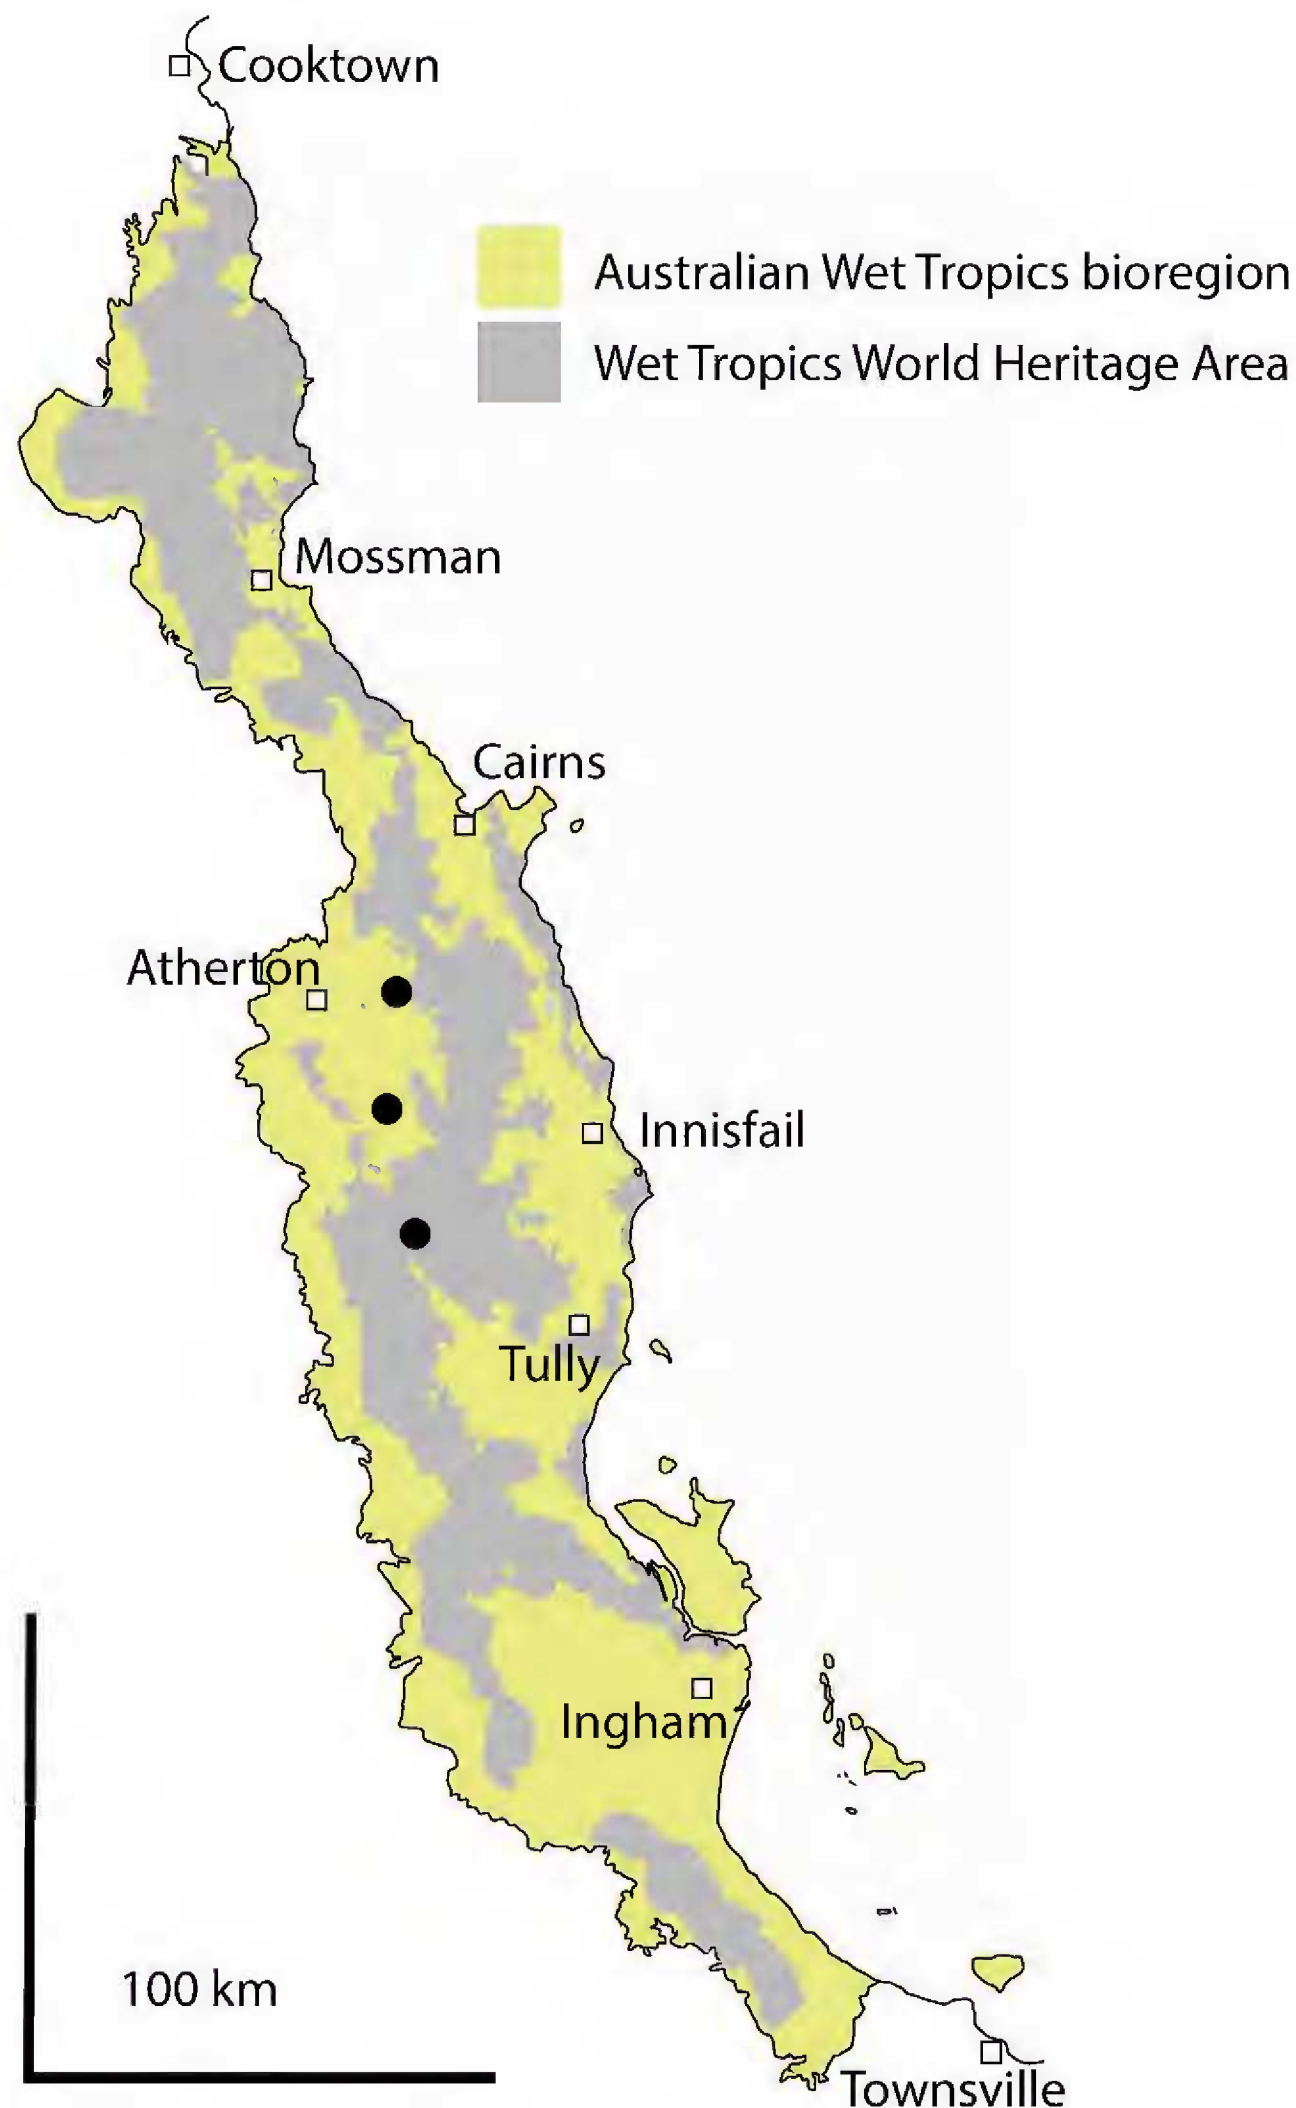 Cooktown
Australian Wet Tropics bioregion
Wet Tropics World Heritage Area
Mossman
Cairns
Atherton
Innisfail
Tully
Ingham
100 km
Townsville